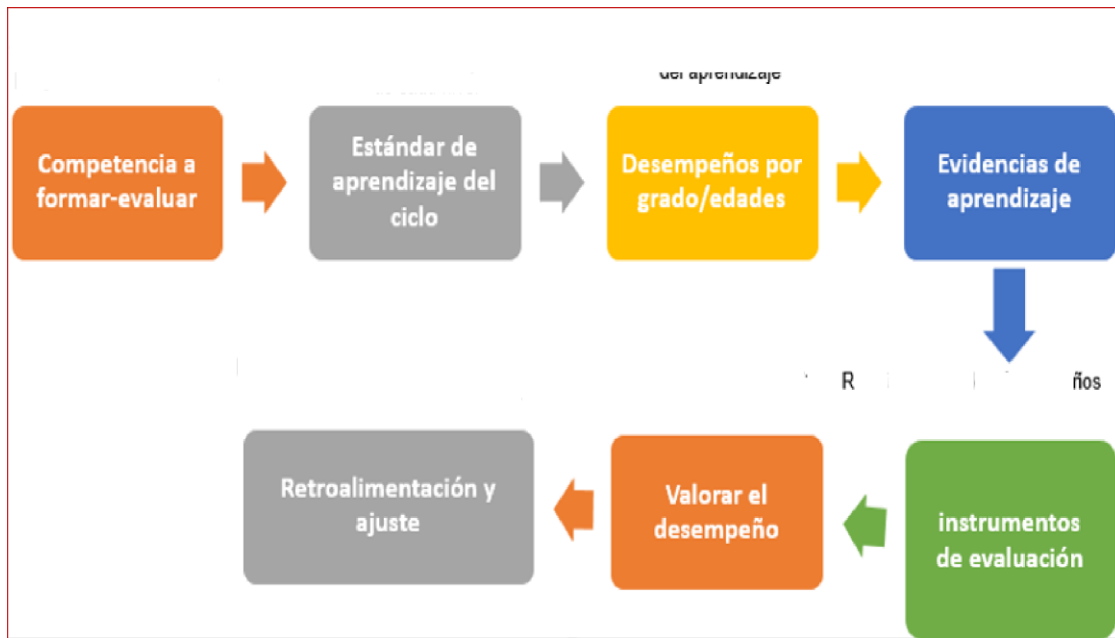 del aprendizaje
Competencia a
formar-evaluar
Estándar de
aprendizaje del
ciclo
Desempeños por
grado/edades
Evidencias de
aprendizaje
R
ños
Retroalimentación y
ajuste
Valorar el
desempeño
instrumentos
de evaluación